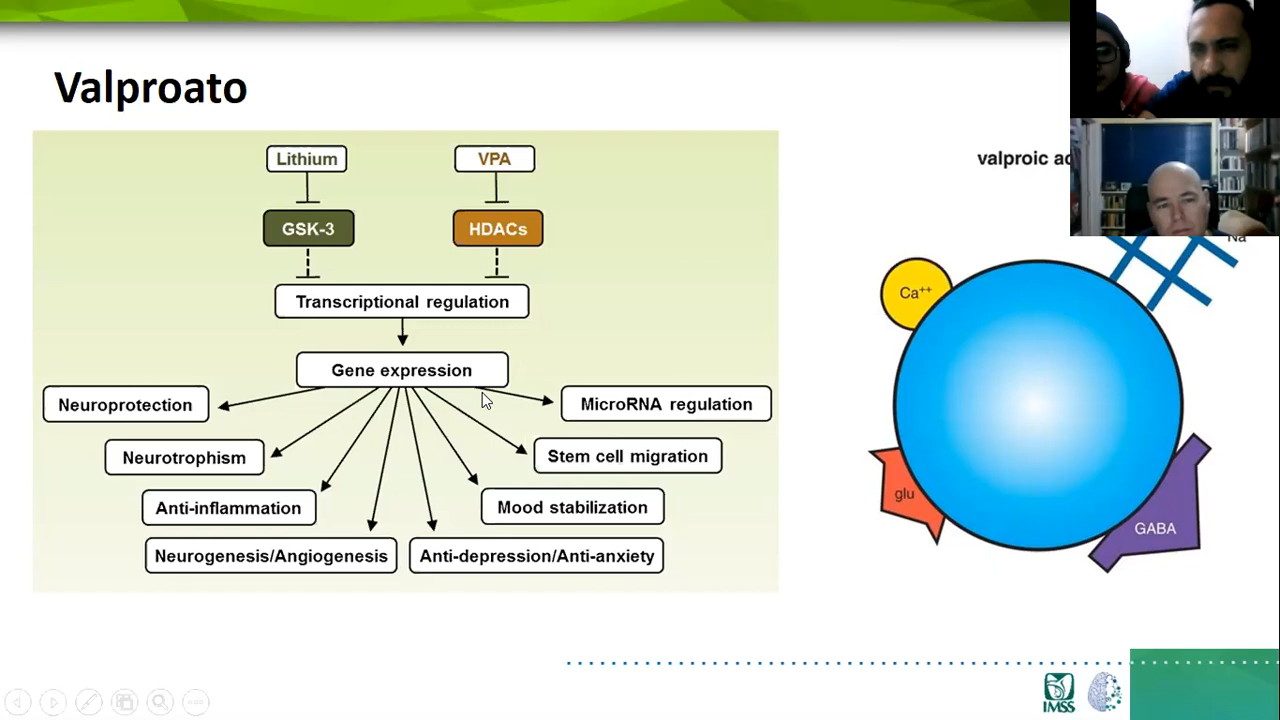 Valproato
Lithium
VPA
GSK-3
HDACs
Transcriptional regulation
Gene expression
Neuroprotection
MicroRNA regulation
Neurotrophism
Stem cell migration
Anti-inflammation
Mood stabilization
Neurogenesis/Angiogenesis
Anti-depression/Anti-anxiety
valproic
Na
Ca++
glu
GABA
IMSS